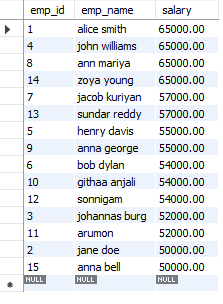 emp_id emp_name salary
1 alice smith 65000.00
4 john williams 65000.00
8 ann mariya 65000.00
14 zoya young 65000.00
7 jacob kuriyan 57000.00
13 sundar reddy 57000.00
5 henry davis 55000.00
9 anna george 55000.00
6 bob dylan 54000.00
10 githaa anjali 54000.00
12 sonnigam 54000.00
3 johannas burg 52000.00
11 arumon 52000.00
2 jane doe 50000.00
15 anna bell 50000.00
NULL NULL NULL